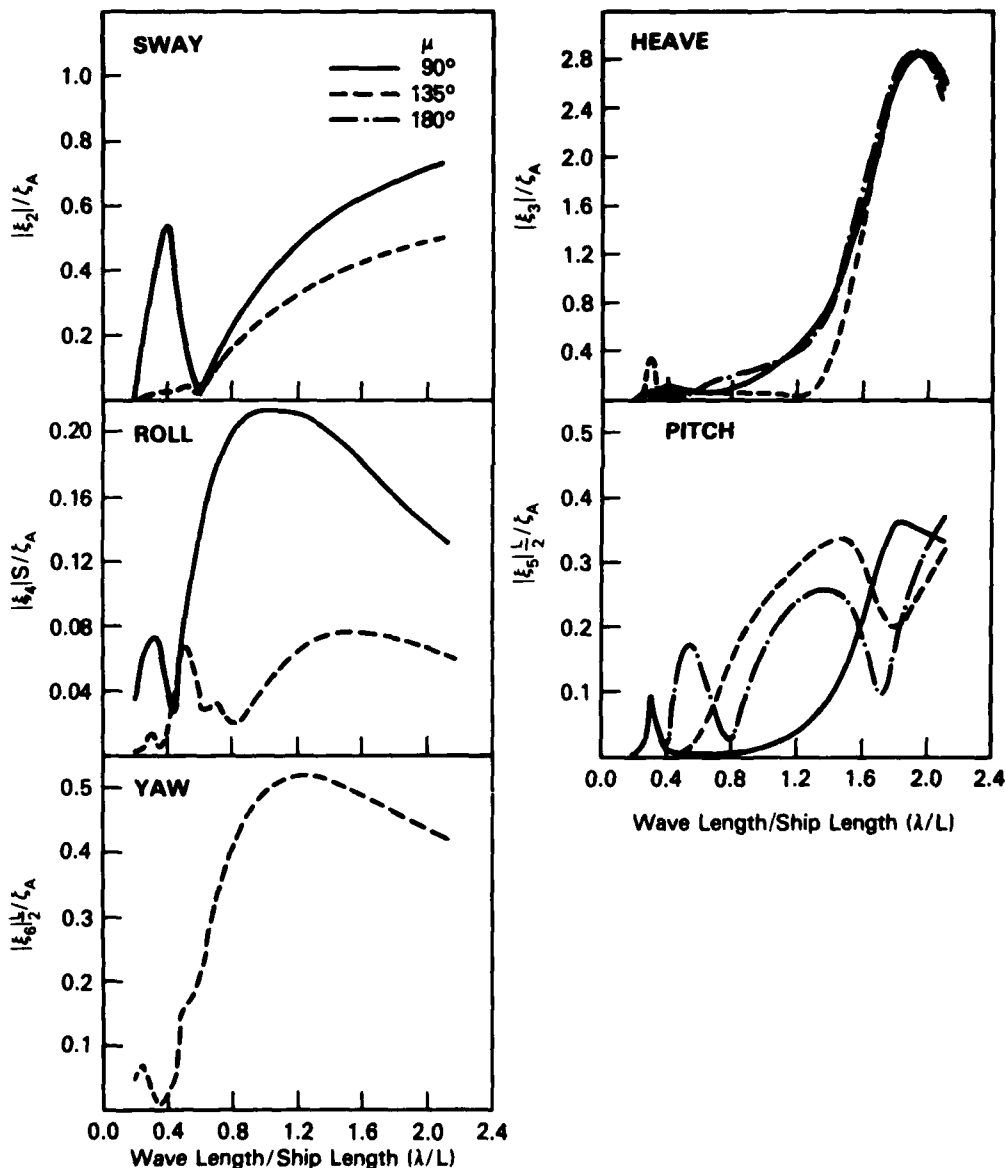 SWAY
μ
90°
135°
180°
1.0
0.8
0.6
0.4
0.2
|ξ₂|/ζ_A
HEAVE
2.8
2.4
2.0
1.6
1.2
0.8
0.4
|ξ₃|/ζ_A
ROLL
0.20
0.16
0.12
0.08
0.04
|ξ₄|S/ζ_A
PITCH
0.5
0.4
0.3
0.2
0.1
|ξ₅|L/2/ζ_A
0.0 0.4 0.8 1.2 1.6 2.0 2.4
Wave Length/Ship Length (λ/L)
YAW
0.5
0.4
0.3
0.2
0.1
|ξ₆|L/2/ζ_A
0.0 0.4 0.8 1.2 1.6 2.0 2.4
Wave Length/Ship Length (λ/L)